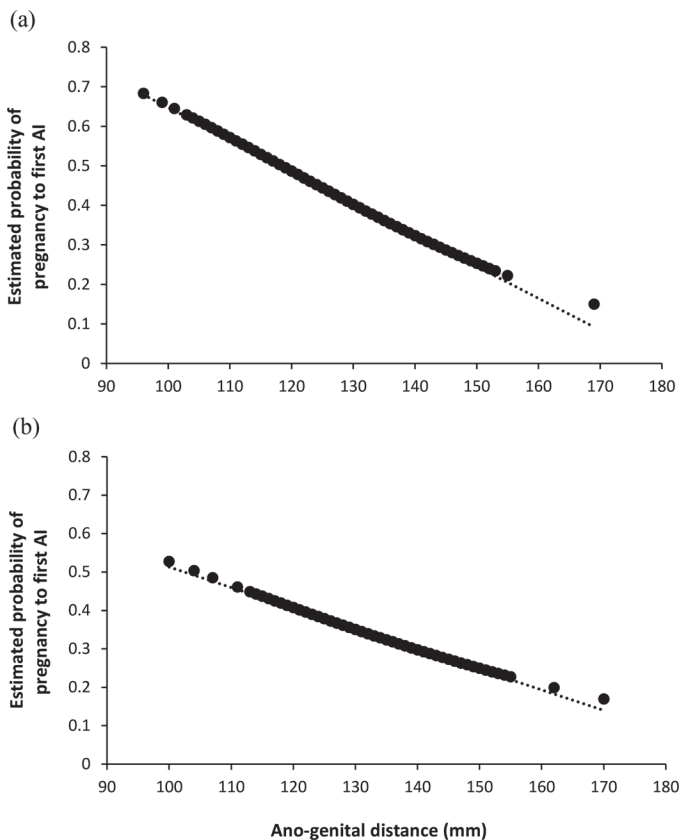 (a)
Estimated probability of
pregnancy to first AI
0.8
0.7
0.6
0.5
0.4
0.3
0.2
0.1
0
90 100 110 120 130 140 150 160 170 180
(b)
Estimated probability of
pregnancy to first AI
0.8
0.7
0.6
0.5
0.4
0.3
0.2
0.1
0
90 100 110 120 130 140 150 160 170 180
Ano-genital distance (mm)